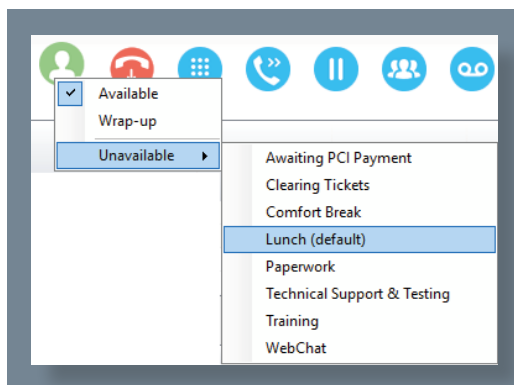 Available
Wrap-up
Unavailable
Awaiting PCI Payment
Clearing Tickets
Comfort Break
Lunch (default)
Paperwork
Technical Support & Testing
Training
WebChat